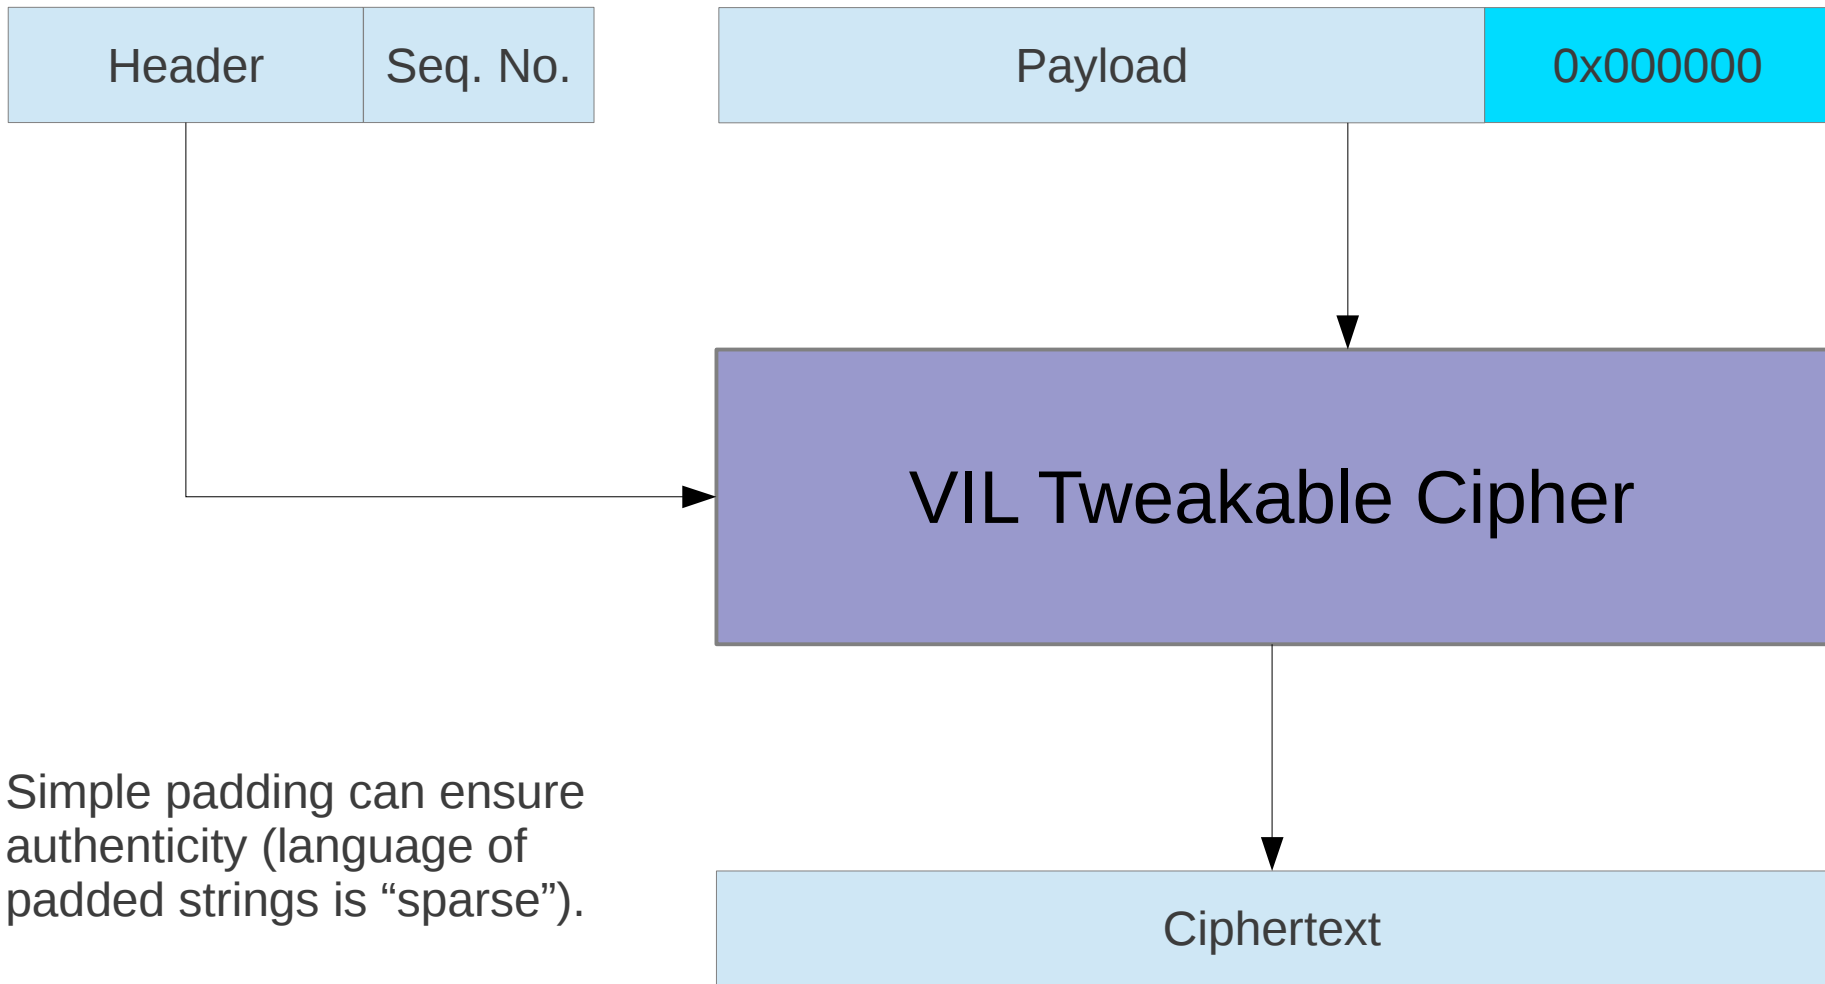 Header
Seq. No.
Payload
0x000000
VIL Tweakable Cipher
Simple padding can ensure
authenticity (language of
padded strings is “sparse”).
Ciphertext